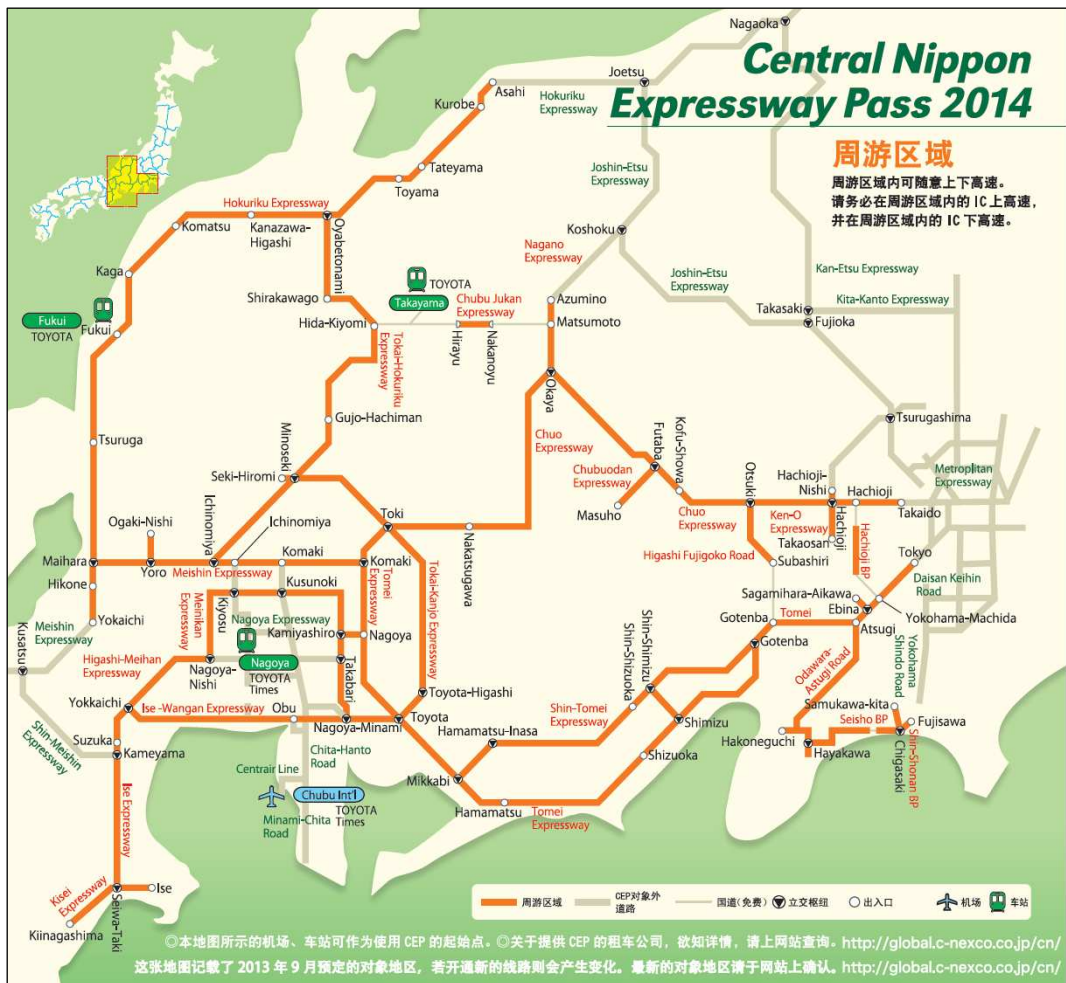 Central Nippon
Expressway Pass 2014
周游区域
周游区域内可随意上下高速。
请务必在周游区域内的 IC 上高速，
并在周游区域内的 IC 下高速。
Nagaoka
Joetsu
Asahi
Hokuriku
Expressway
Kurobe
Tateyama
Toyama
Joshin-Etsu
Expressway
Hokuriku Expressway
Komatsu
Kanazawa-
Higashi
Oyabetonami
Koshoku
Nagano
Expressway
Kaga
Joshin-Etsu
Expressway
Kan-Etsu Expressway
Shirakawago
TOYOTA
Takayama
Chubu Jukan
Expressway
Azumino
Takasaki
Kita-Kanto Expressway
Fukui
TOYOTA
Fukui
Hida-Kiyomi
Matsumoto
Fujioka
Tokai-Hokuriku
Expressway
Hirayu
Nakanoyu
Okaya
Gujo-Hachiman
Tsurugashima
Tsuruga
Minoseki
Chuo
Expressway
Futaba
Kofu-Showa
Seki-Hiromi
Chubuodan
Expressway
Otsuki
Hachioji-
Nishi
Metroplitan
Expressway
Hachioji
Ogaki-Nishi
Ichinomiya
Ichinomiya
Toki
Masuho
Chuo
Expressway
Ken-O
Expressway
Hachioji
Takaido
Takaosan
Hachioji BP
Nakatsugawa
Komaki
Tokyo
Maihara
Yoro
Meishin Expressway
Komaki
Higashi Fujigoko Road
Subashiri
Hikone
Kusunoki
Tomei
Expressway
Tokai-Kanjo Expressway
Sagamihara-Aikawa
Daisan Keihin
Road
Meinikan
Expressway
Kiyosu
Ebina
Yokohama-Machida
Yokaichi
Nagoya Expressway
Gotenba
Tomei
Atsugi
Meishin
Expressway
Kamiyashiro
Nagoya
Gotenba
Kusatsu
Higashi-Meihan
Expressway
Nagoya-
Nishi
Nagoya
TOYOTA
Times
Takabari
Shin-Shimizu
Shin-Shizuoka
Odawara-
Astugi Road
Yokohama
Shindo Road
Toyota-Higashi
Yokkaichi
Ise -Wangan Expressway
Obu
Shin-Tomei
Expressway
Samukawa-kita
Seisho BP
Fujisawa
Suzuka
Nagoya-Minami
Toyota
Hamamatsu-Inasa
Shimizu
Hakoneguchi
Hayakawa
Chigasaki
Shin-Shonan BP
Kameyama
Shin-Meishin
Expressway
Chita-Hanto
Road
Shizuoka
Centrair Line
Mikkabi
Ise Expressway
Chubu Int'l
TOYOTA
Times
Minami-Chita
Road
Hamamatsu
Tomei
Expressway
Kisei
Expressway
Ise
Seiwa-Taki
Kiinagashima
周游区域
CEP对象外
道路
国道（免费）
立交枢纽
出入口
机场
车站
◎本地图所示的机场、车站可作为使用 CEP 的起始点。◎关于提供 CEP 的租车公司，欲知详情，请上网站查询。http://global.c-nexco.co.jp/cn/
这张地图记载了 2013 年 9 月预定的对象地区，若开通新的线路则会产生变化。最新的对象地区请于网站上确认。http://global.c-nexco.co.jp/cn/